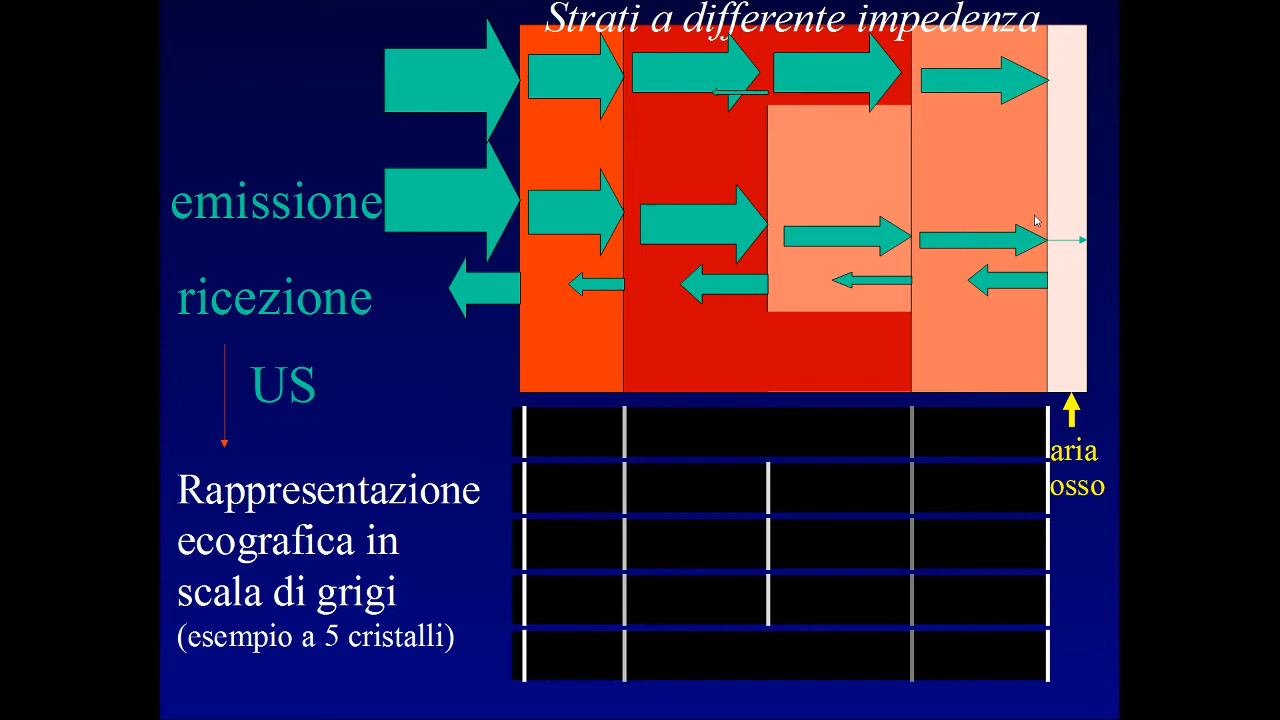 Strati a differente impedenza
emissione
ricezione
US
aria
osso
Rappresentazione
ecografica in
scala di grigi
(esempio a 5 cristalli)